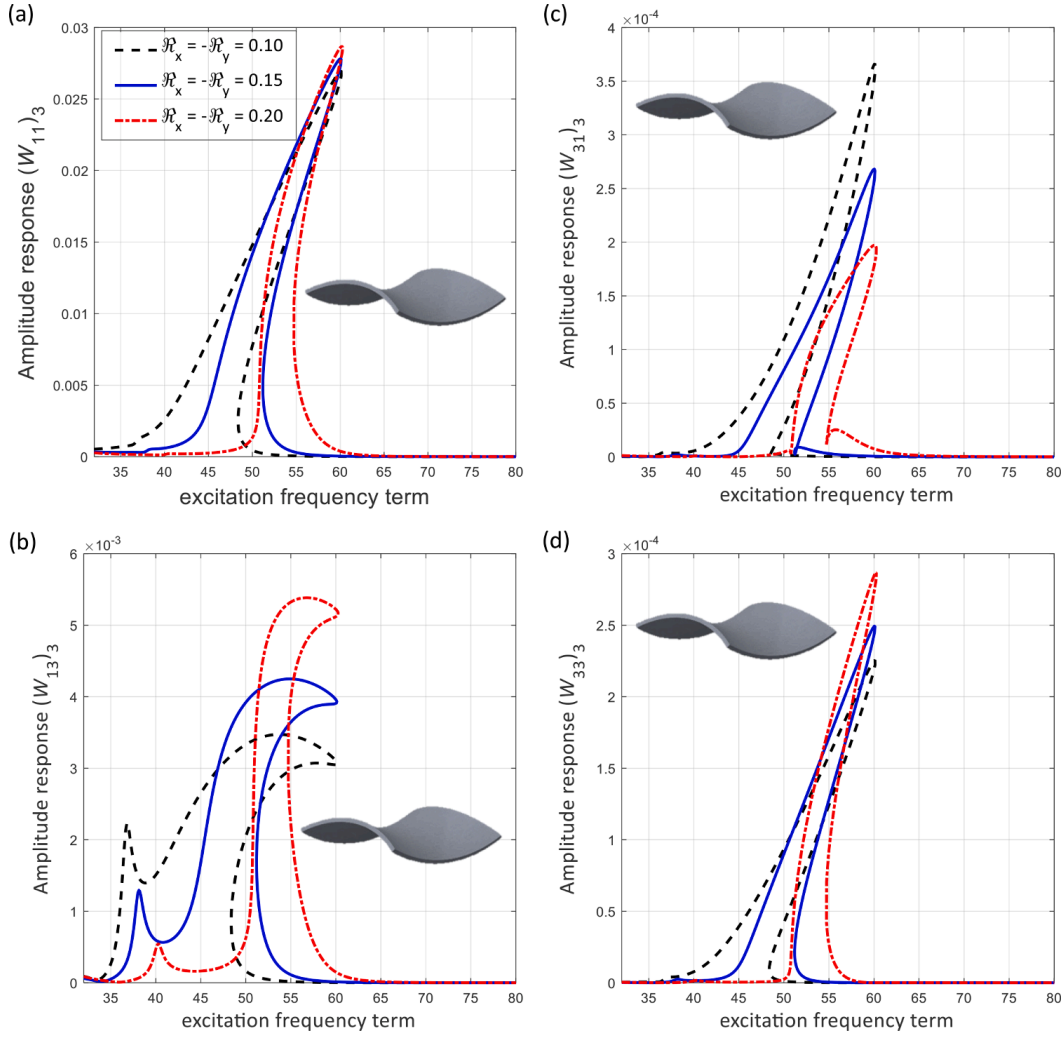 (a)
0.03
0.025
0.02
0.015
0.01
0.005
0
Amplitude response (W₁₁)₃
ℜx = -ℜy = 0.10
ℜx = -ℜy = 0.15
ℜx = -ℜy = 0.20
35 40 45 50 55 60 65 70 75 80
excitation frequency term
(c)
×10⁻⁴
4
3.5
3
2.5
2
1.5
1
0.5
0
Amplitude response (W₃₁)₃
35 40 45 50 55 60 65 70 75 80
excitation frequency term
(b)
×10⁻³
6
5
4
3
2
1
0
Amplitude response (W₁₃)₃
35 40 45 50 55 60 65 70 75 80
excitation frequency term
(d)
×10⁻⁴
3
2.5
2
1.5
1
0.5
0
Amplitude response (W₃₃)₃
35 40 45 50 55 60 65 70 75 80
excitation frequency term